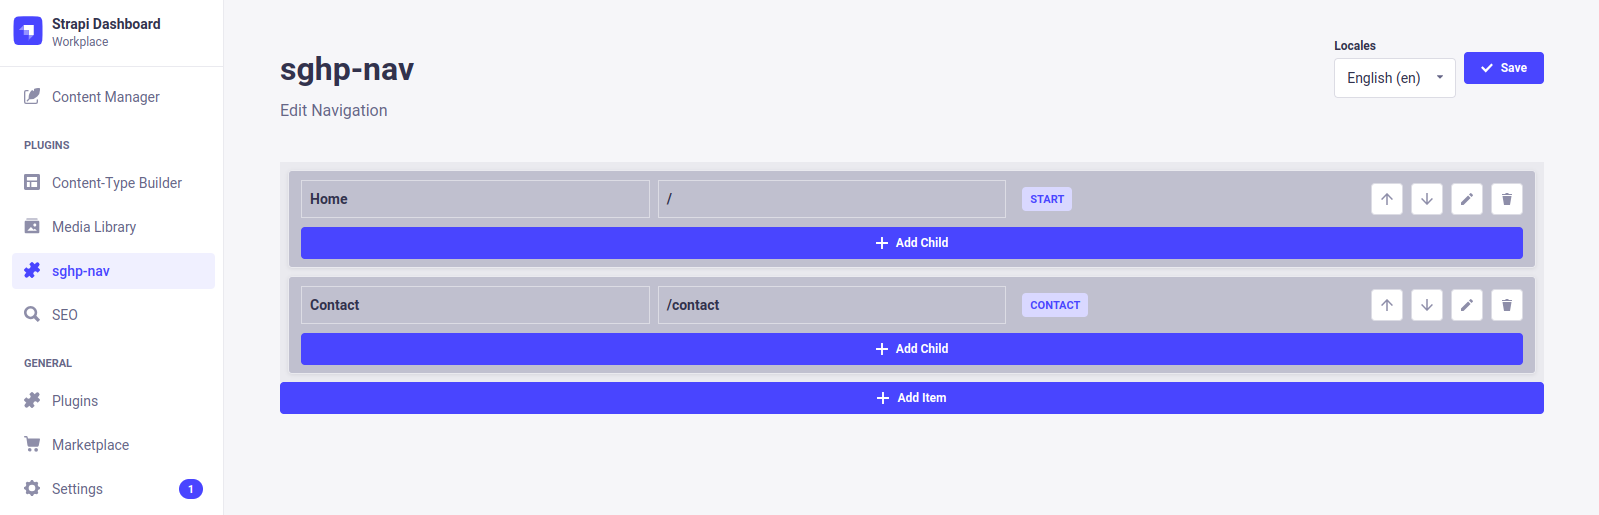 Strapi Dashboard
Workplace
Content Manager
PLUGINS
Content-Type Builder
Media Library
sghp-nav
SEO
GENERAL
Plugins
Marketplace
Settings 1
sghp-nav
Edit Navigation
Locales
English (en)
Save
Home / START
Add Child
Contact /contact CONTACT
Add Child
Add Item